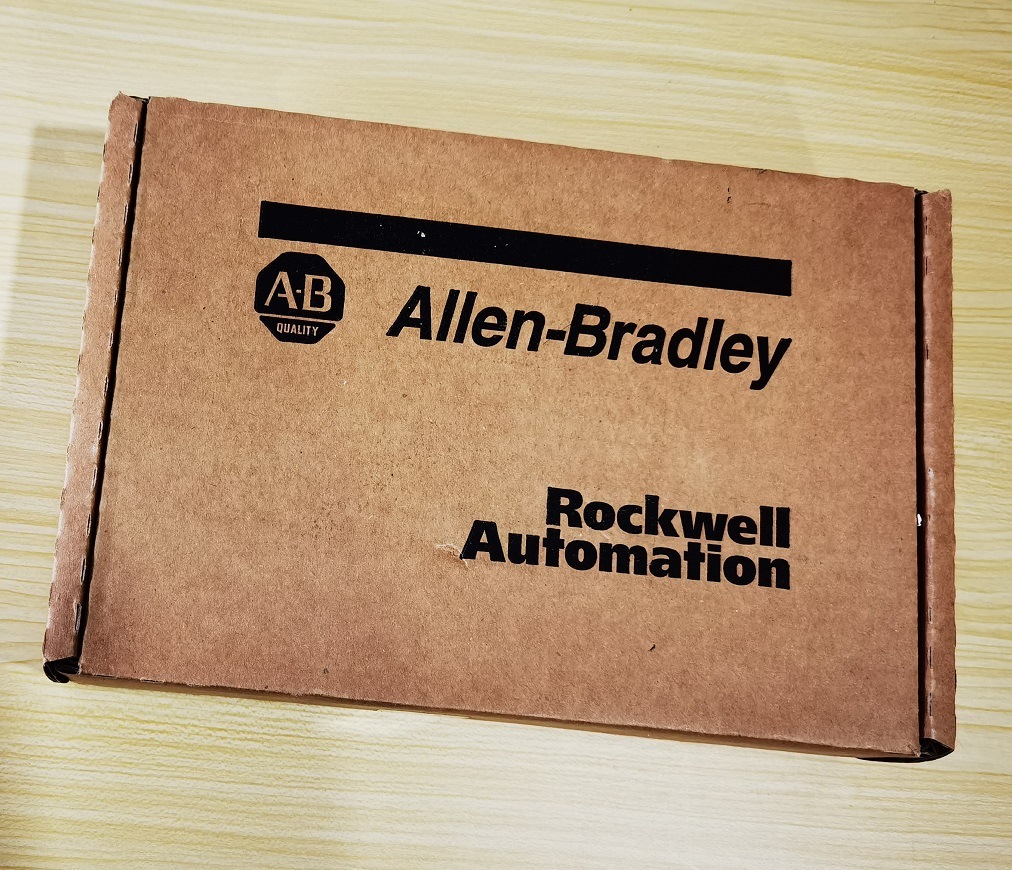 A-B
QUALITY
Allen-Bradley
Rockwell
Automation